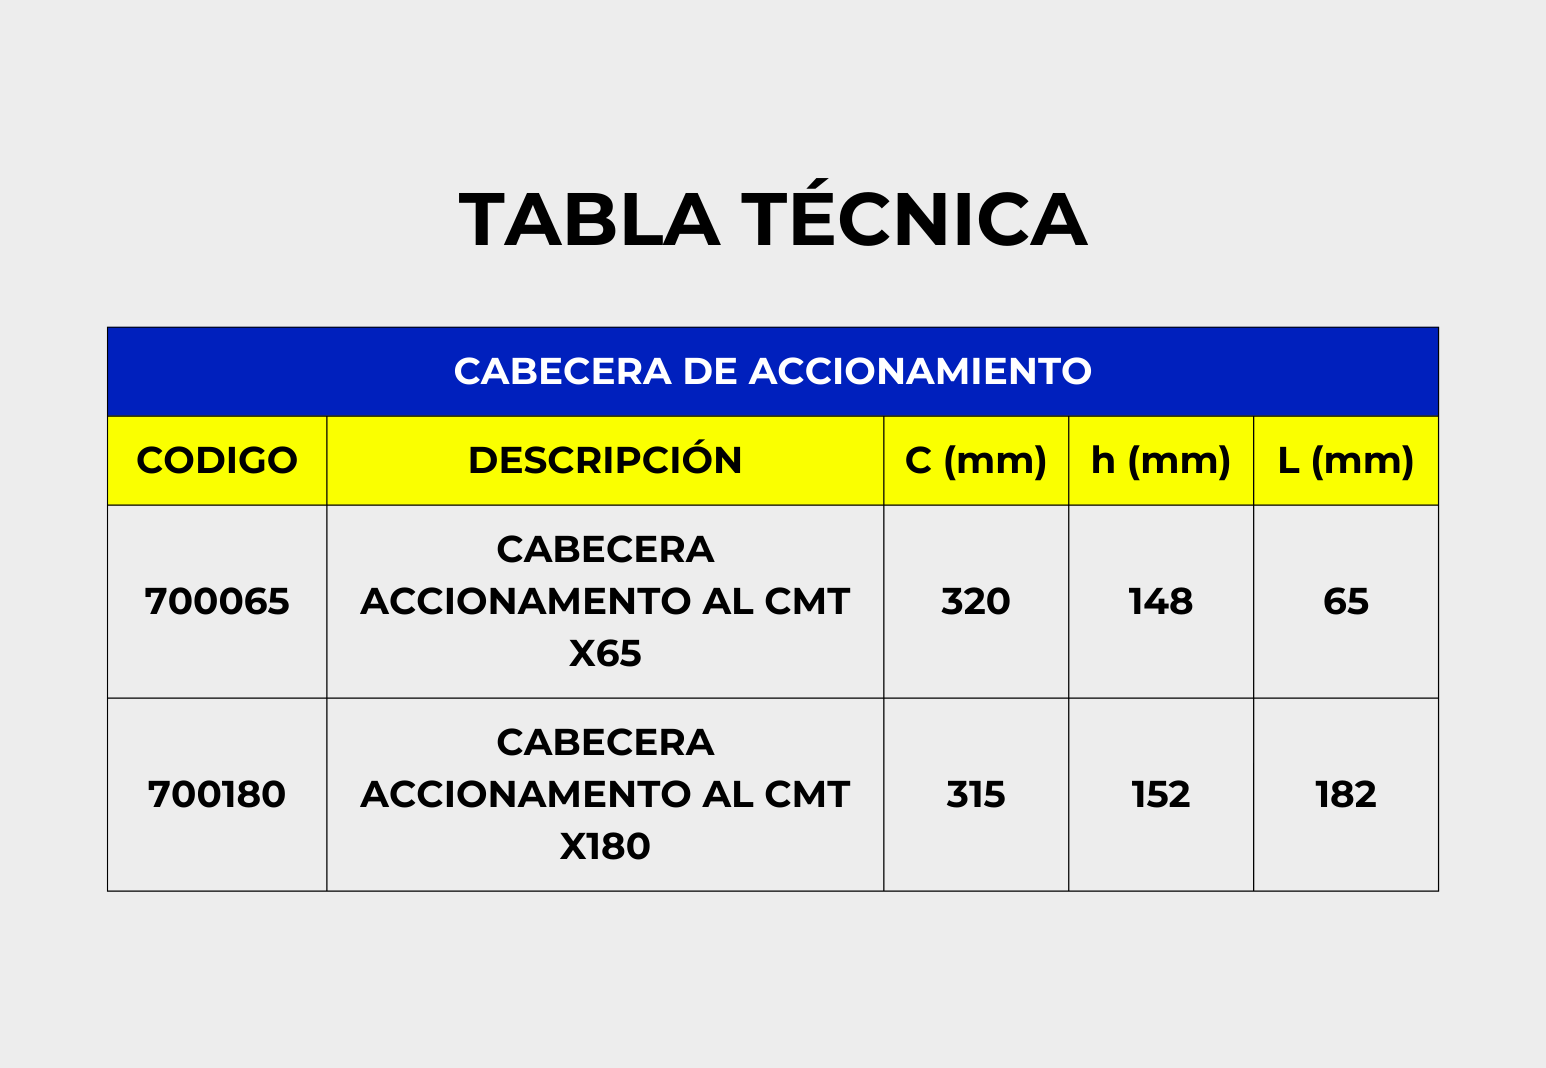 TABLA TÉCNICA
CABECERA DE ACCIONAMIENTO
CODIGO DESCRIPCIÓN C (mm) h (mm) L (mm)
CABECERA
700065 ACCIONAMENTO AL CMT 320 148 65
X65
CABECERA
700180 ACCIONAMENTO AL CMT 315 152 182
X180